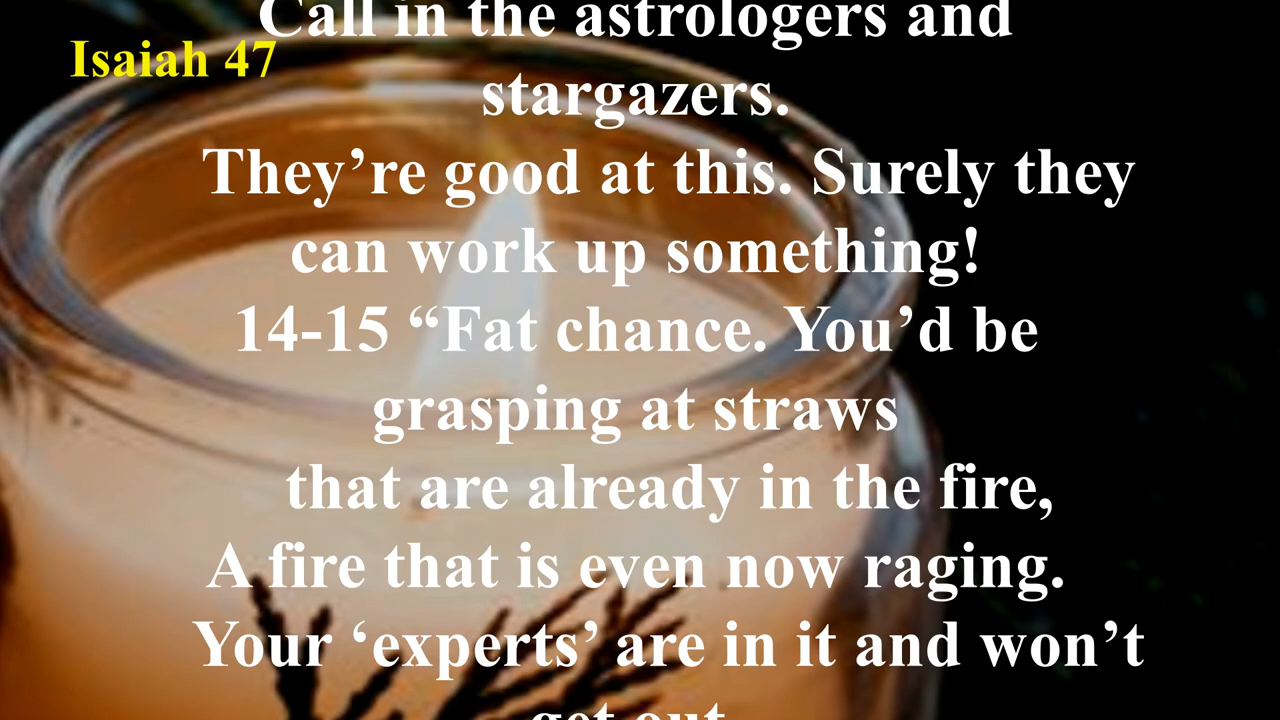 Call in the astrologers and
Isaiah 47
stargazers.
They’re good at this. Surely they
can work up something!
14-15 “Fat chance. You’d be
grasping at straws
that are already in the fire,
A fire that is even now raging.
Your ‘experts’ are in it and won’t
get out